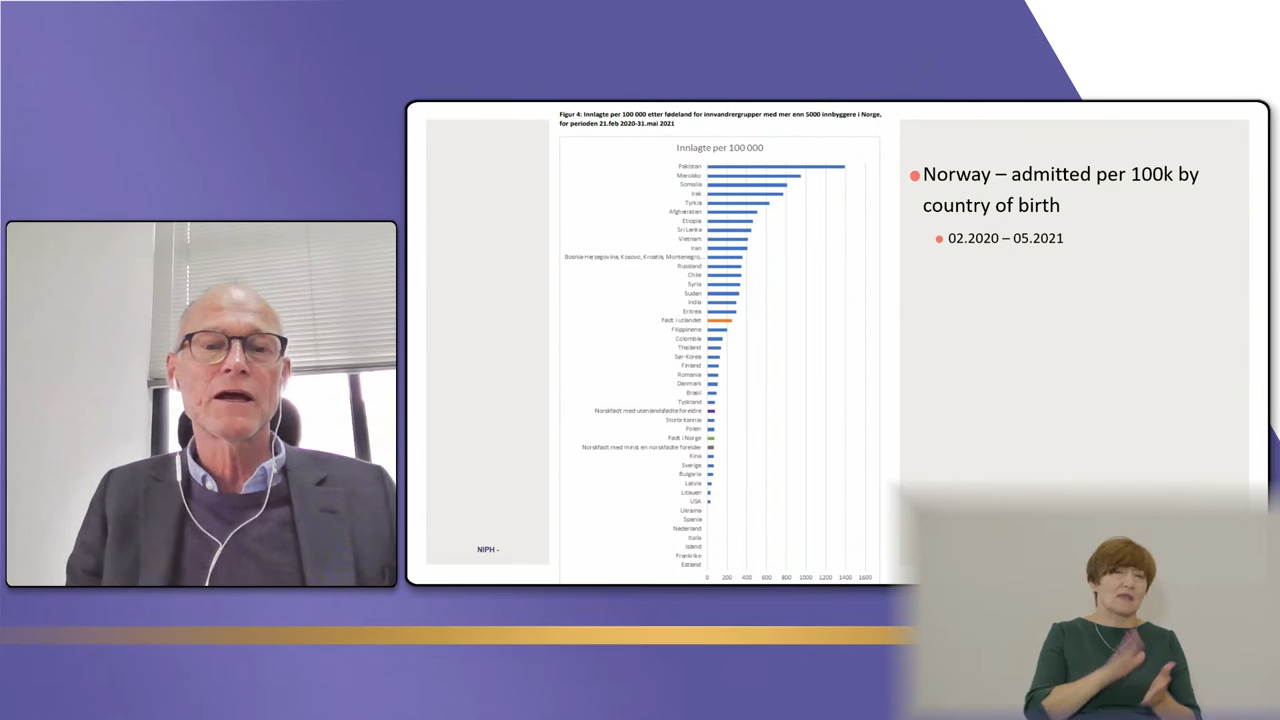 Figur 4: Innlagte per 100 000 etter fødeland for innvandrergrupper med mer enn 5000 innbyggere i Norge,
for perioden 21.feb 2020-31.mai 2021
Innlagte per 100 000
Pakistan
Marokko
Somalia
Irak
Tyrkia
Afghanistan
Etiopia
Sri Lanka
Vietnam
Iran
Bosnia-Herzegovina, Kosovo, Kroatia, Montenegro,...
Russland
Chile
Syria
Sudan
India
Eritrea
Født i utlandet
Filippinene
Colombia
Thailand
Sør-Korea
Finland
Romania
Danmark
Brasil
Tyskland
Norskfødt med utenlandsfødte foreldre
Storbritannia
Polen
Født i Norge
Norskfødt med minst en norskfødte forelder
Kina
Sverige
Bulgaria
Latvia
Litauen
USA
Ukraina
Spania
Nederland
Italia
Island
Frankrike
Estland
0 200 400 600 800 1000 1200 1400 1600
NIPH -
Norway – admitted per 100k by
country of birth
02.2020 – 05.2021